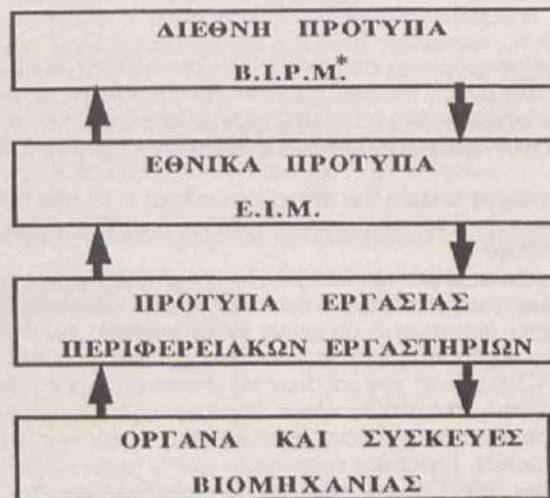 ΔΙΕΘΝΗ ΠΡΟΤΥΠΑ
B.I.P.M.*
ΕΘΝΙΚΑ ΠΡΟΤΥΠΑ
Ε.Ι.Μ.
ΠΡΟΤΥΠΑ ΕΡΓΑΣΙΑΣ
ΠΕΡΙΦΕΡΕΙΑΚΩΝ ΕΡΓΑΣΤΗΡΙΩΝ
ΟΡΓΑΝΑ ΚΑΙ ΣΥΣΚΕΥΕΣ
ΒΙΟΜΗΧΑΝΙΑΣ